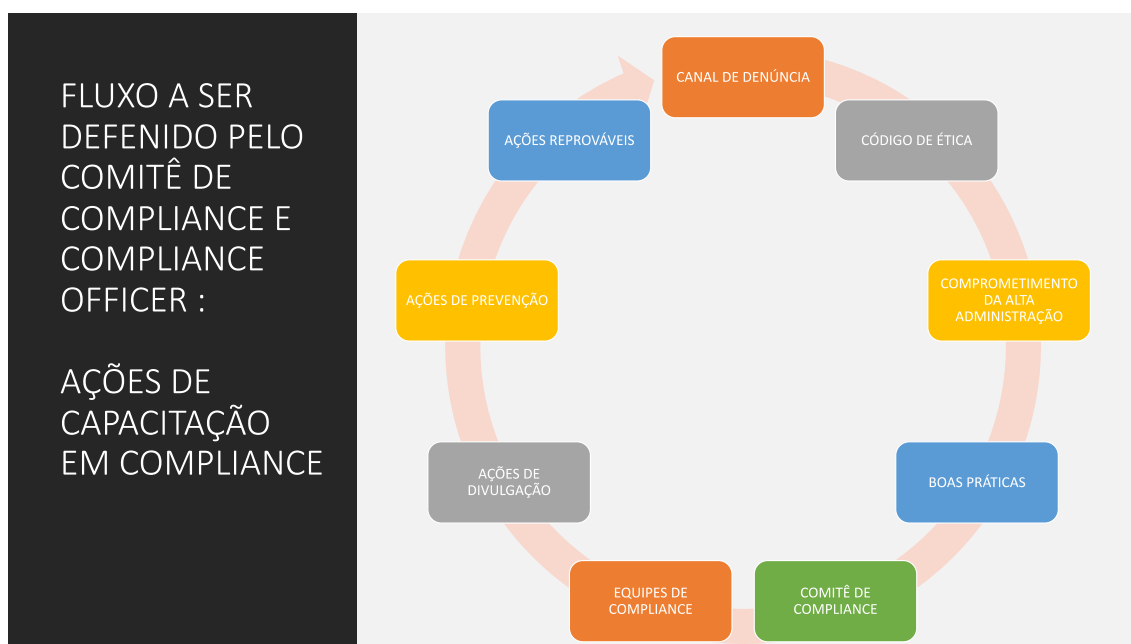 FLUXO A SER
DEFENIDO PELO
COMITÊ DE
COMPLIANCE E
COMPLIANCE
OFFICER :
AÇÕES DE
CAPACITAÇÃO
EM COMPLIANCE
CANAL DE DENÚNCIA
CÓDIGO DE ÉTICA
COMPROMETIMENTO
DA ALTA
ADMINISTRAÇÃO
BOAS PRÁTICAS
COMITÊ DE
COMPLIANCE
EQUIPES DE
COMPLIANCE
AÇÕES DE
DIVULGAÇÃO
AÇÕES DE PREVENÇÃO
AÇÕES REPROVÁVEIS